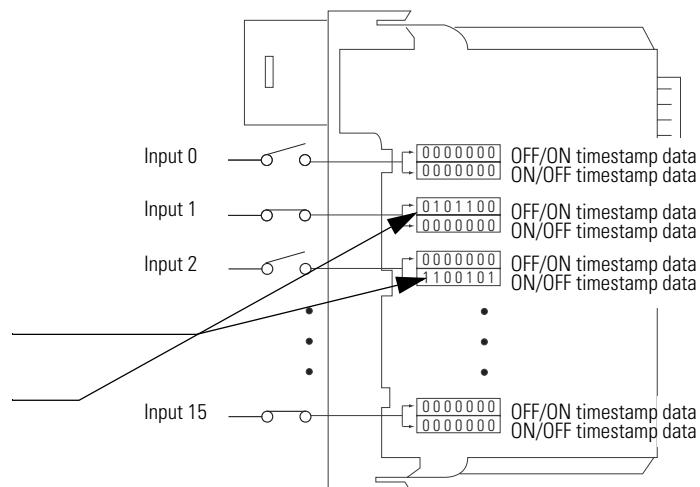 Input 0
0000000 OFF/ON timestamp data
0000000 ON/OFF timestamp data
Input 1
0101100 OFF/ON timestamp data
0000000 ON/OFF timestamp data
Input 2
0000000 OFF/ON timestamp data
1100101 ON/OFF timestamp data
Input 15
0000000 OFF/ON timestamp data
0000000 ON/OFF timestamp data